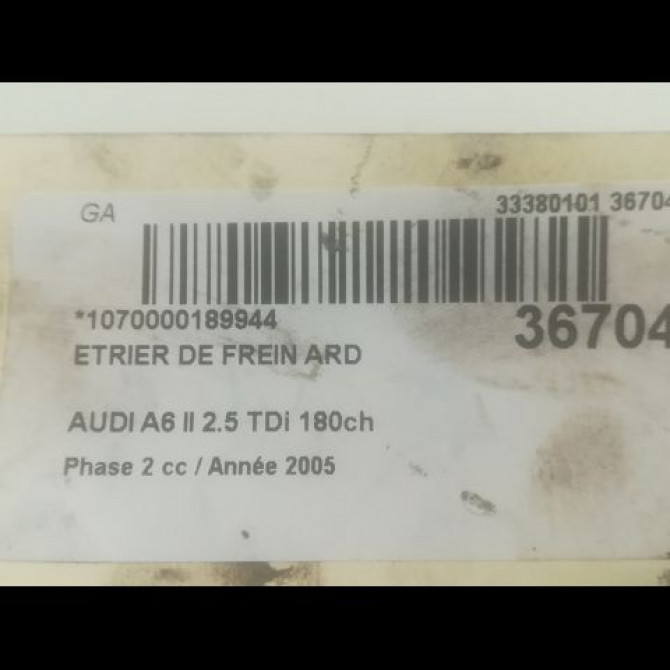 GA
33380101 36704
*1070000189944
36704
ETRIER DE FREIN ARD
AUDI A6 II 2.5 TDi 180ch
Phase 2 cc / Année 2005